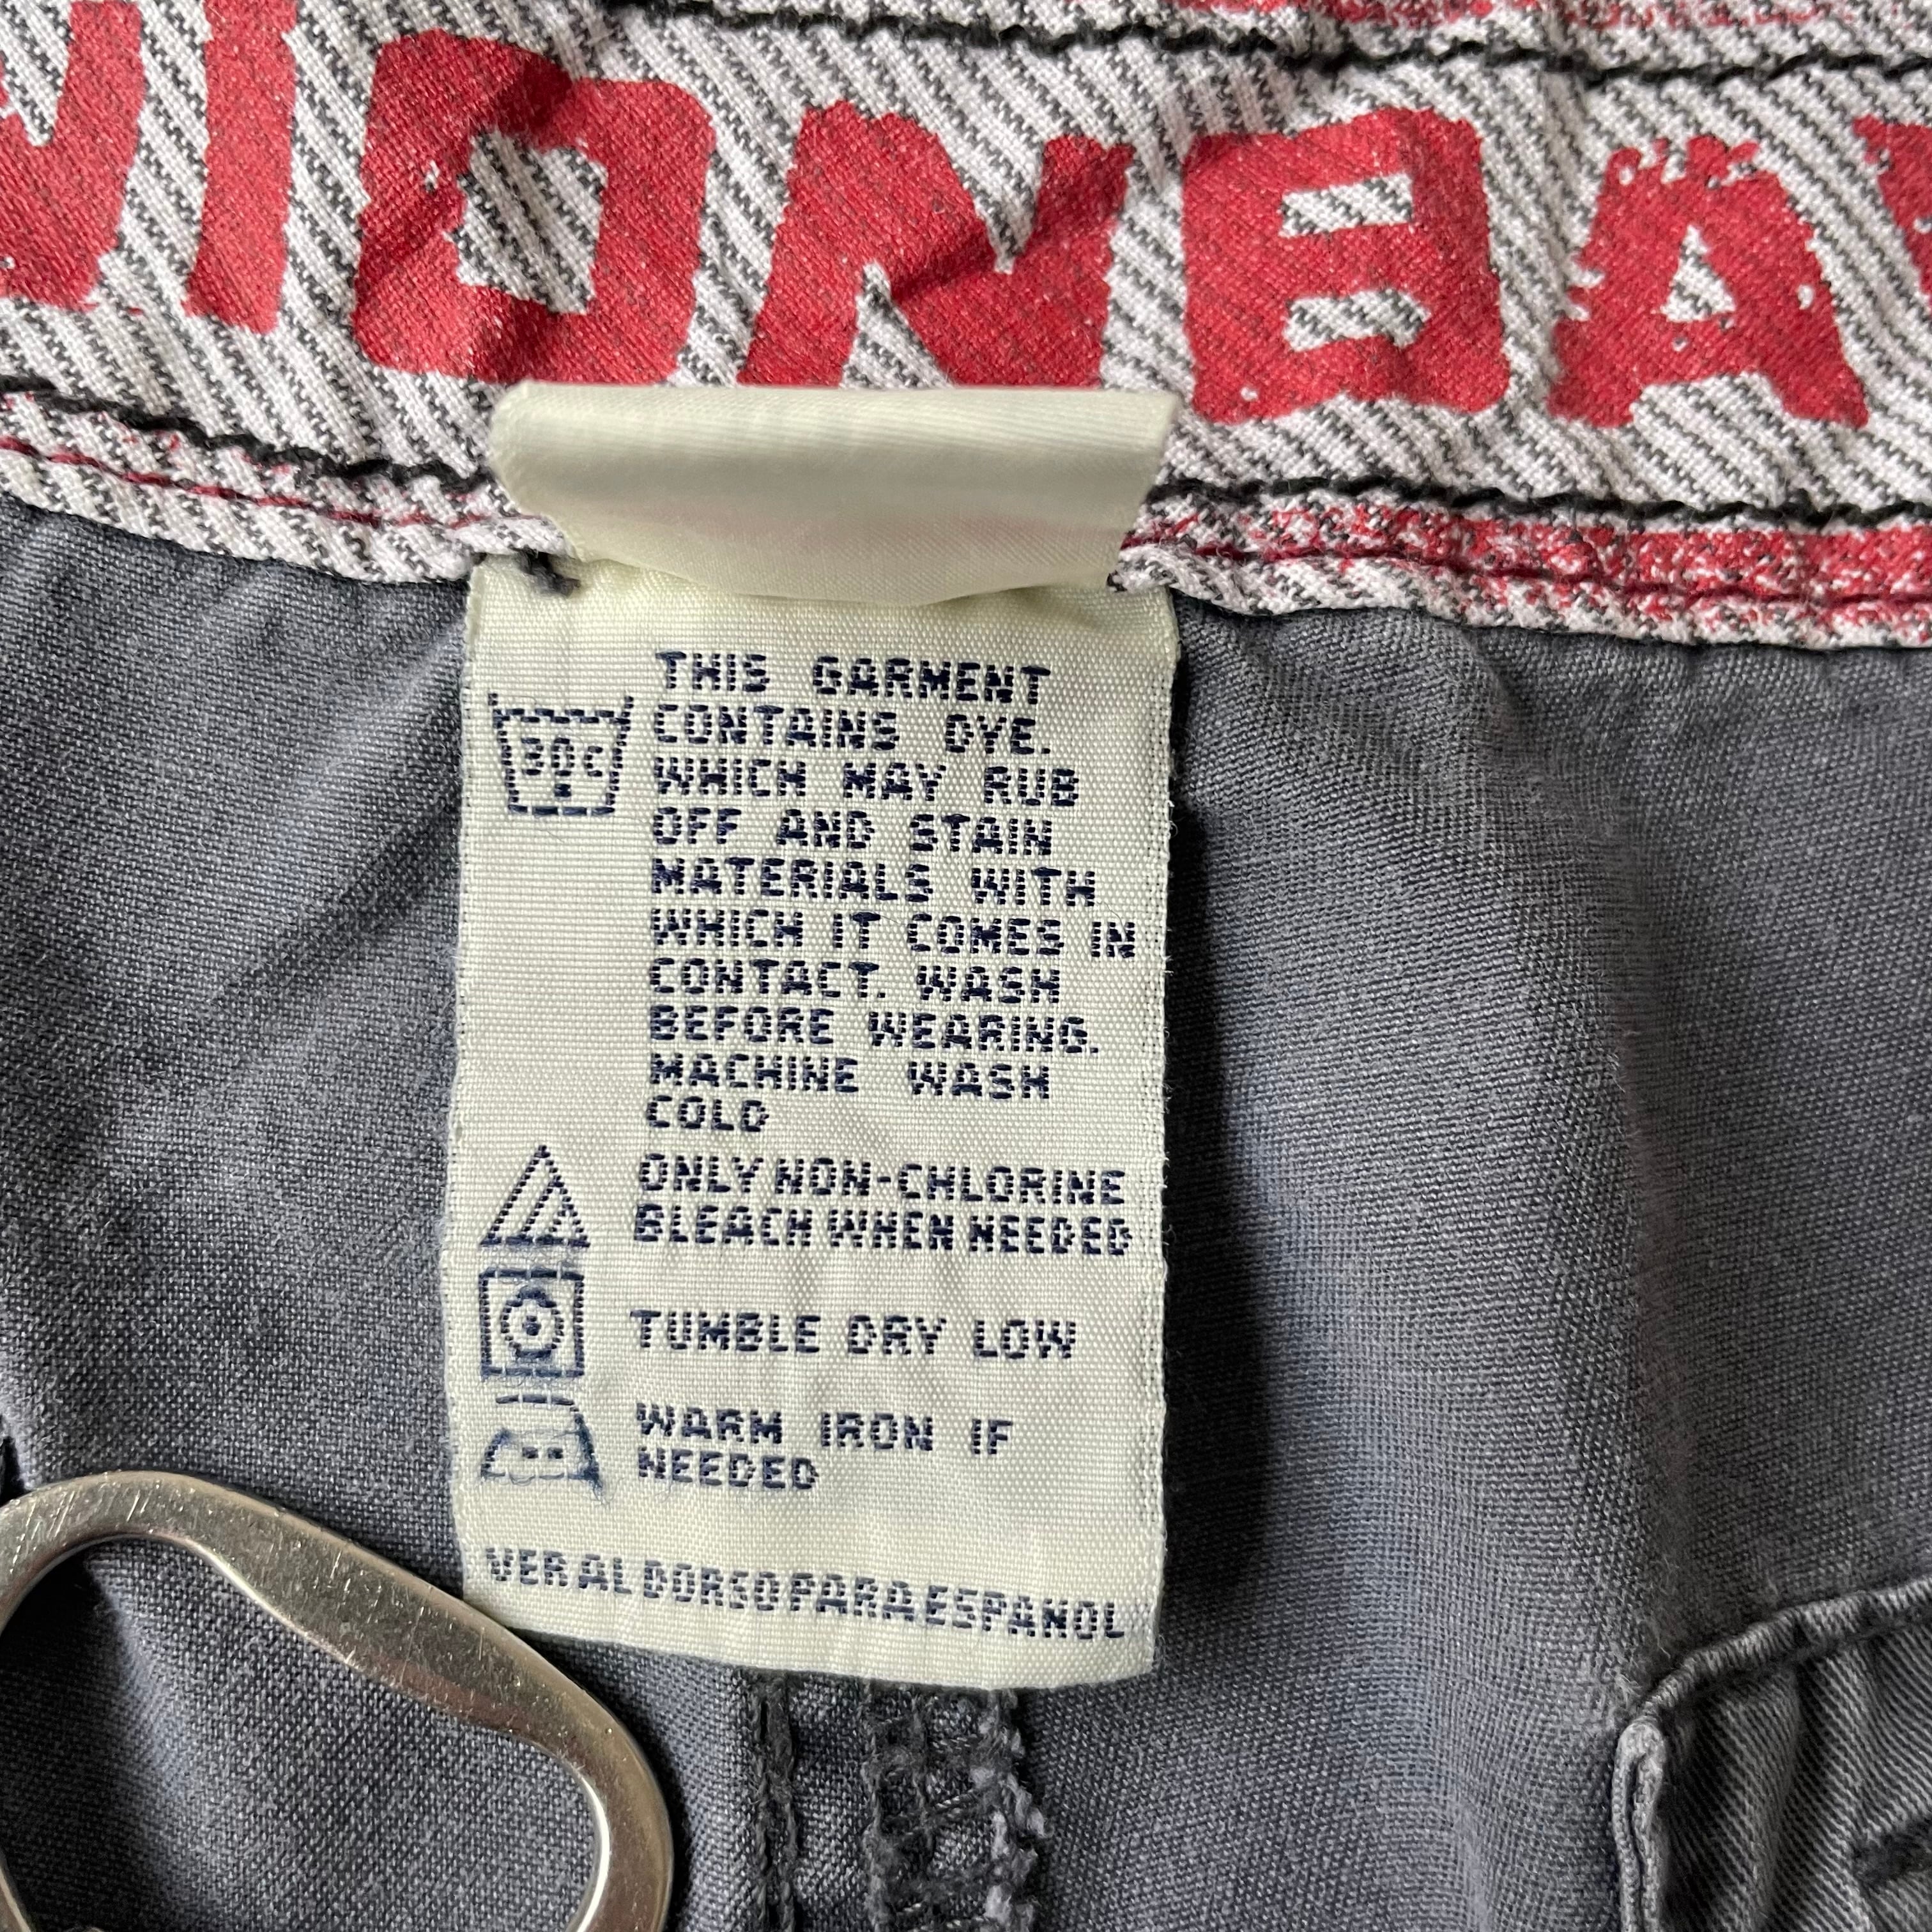 NIONBAY
30C
THIS GARMENT
CONTAINS DYE.
WHICH MAY RUB
OFF AND STAIN
MATERIALS WITH
WHICH IT COMES IN
CONTACT. WASH
BEFORE WEARING.
MACHINE WASH
COLD
ONLY NON-CHLORINE
BLEACH WHEN NEEDED
TUMBLE DRY LOW
WARM IRON IF
NEEDED
VER AL DORSO PARA ESPANOL